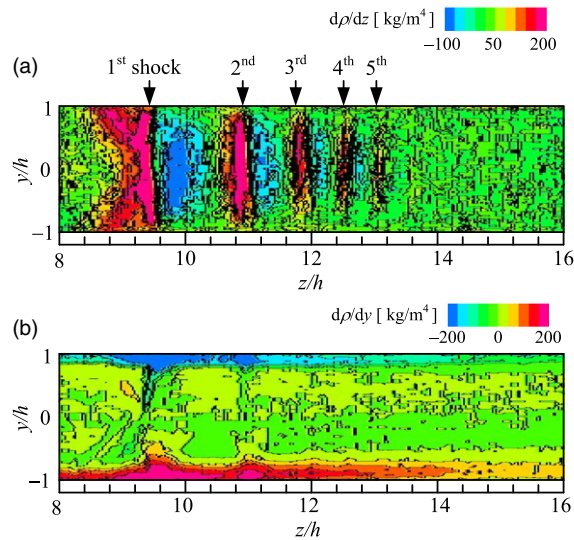 dρ/dz [ kg/m⁴]
−100 50 200
(a)
1ˢᵗ shock 2ⁿᵈ 3ʳᵈ 4ᵗʰ 5ᵗʰ
1
0
−1
y/h
8 10 12 14 16
z/h
dρ/dy [ kg/m⁴]
−200 0 200
(b)
1
0
−1
y/h
8 10 12 14 16
z/h